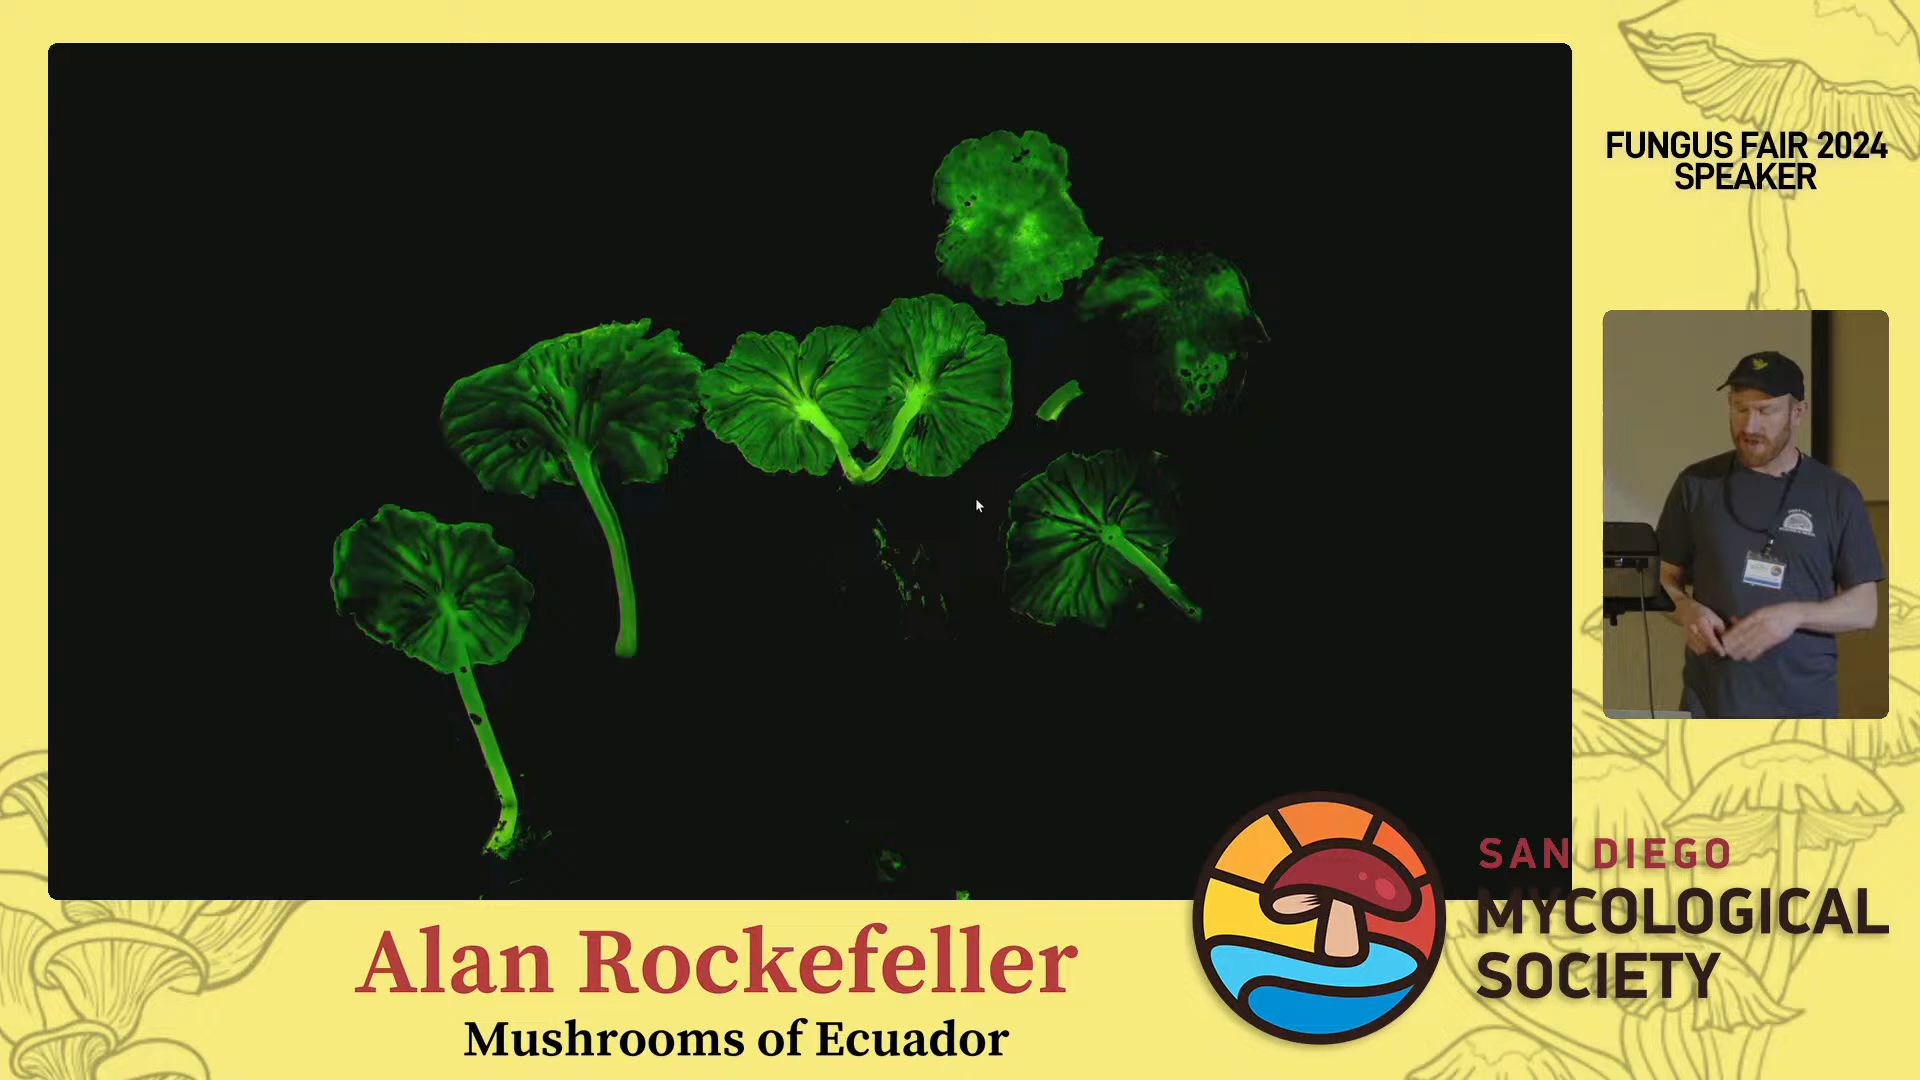 FUNGUS FAIR 2024
SPEAKER
SAN DIEGO
MYCOLOGICAL
SOCIETY
Alan Rockefeller
Mushrooms of Ecuador